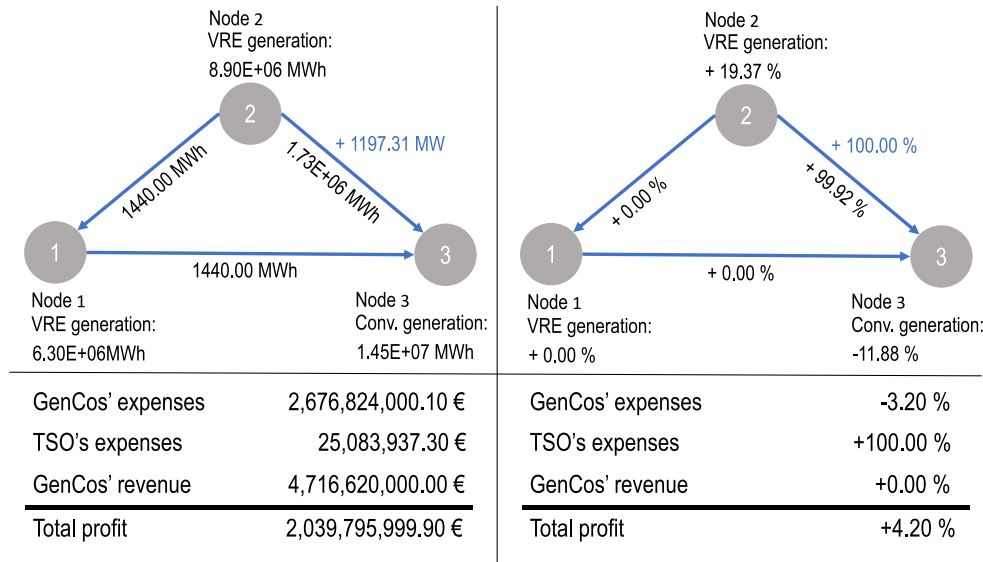 Node 2
VRE generation:
8.90E+06 MWh
2
+ 1197.31 MW
1440.00 MWh
1.73E+06 MWh
1
3
1440.00 MWh
Node 1
VRE generation:
6.30E+06MWh
Node 3
Conv. generation:
1.45E+07 MWh
GenCos' expenses 2,676,824,000.10 €
TSO's expenses 25,083,937.30 €
GenCos' revenue 4,716,620,000.00 €
Total profit 2,039,795,999.90 €
Node 2
VRE generation:
+ 19.37 %
2
+ 100.00 %
+ 0.00 %
+ 99.92 %
1
3
+ 0.00 %
Node 1
VRE generation:
+ 0.00 %
Node 3
Conv. generation:
-11.88 %
GenCos' expenses -3.20 %
TSO's expenses +100.00 %
GenCos' revenue +0.00 %
Total profit +4.20 %